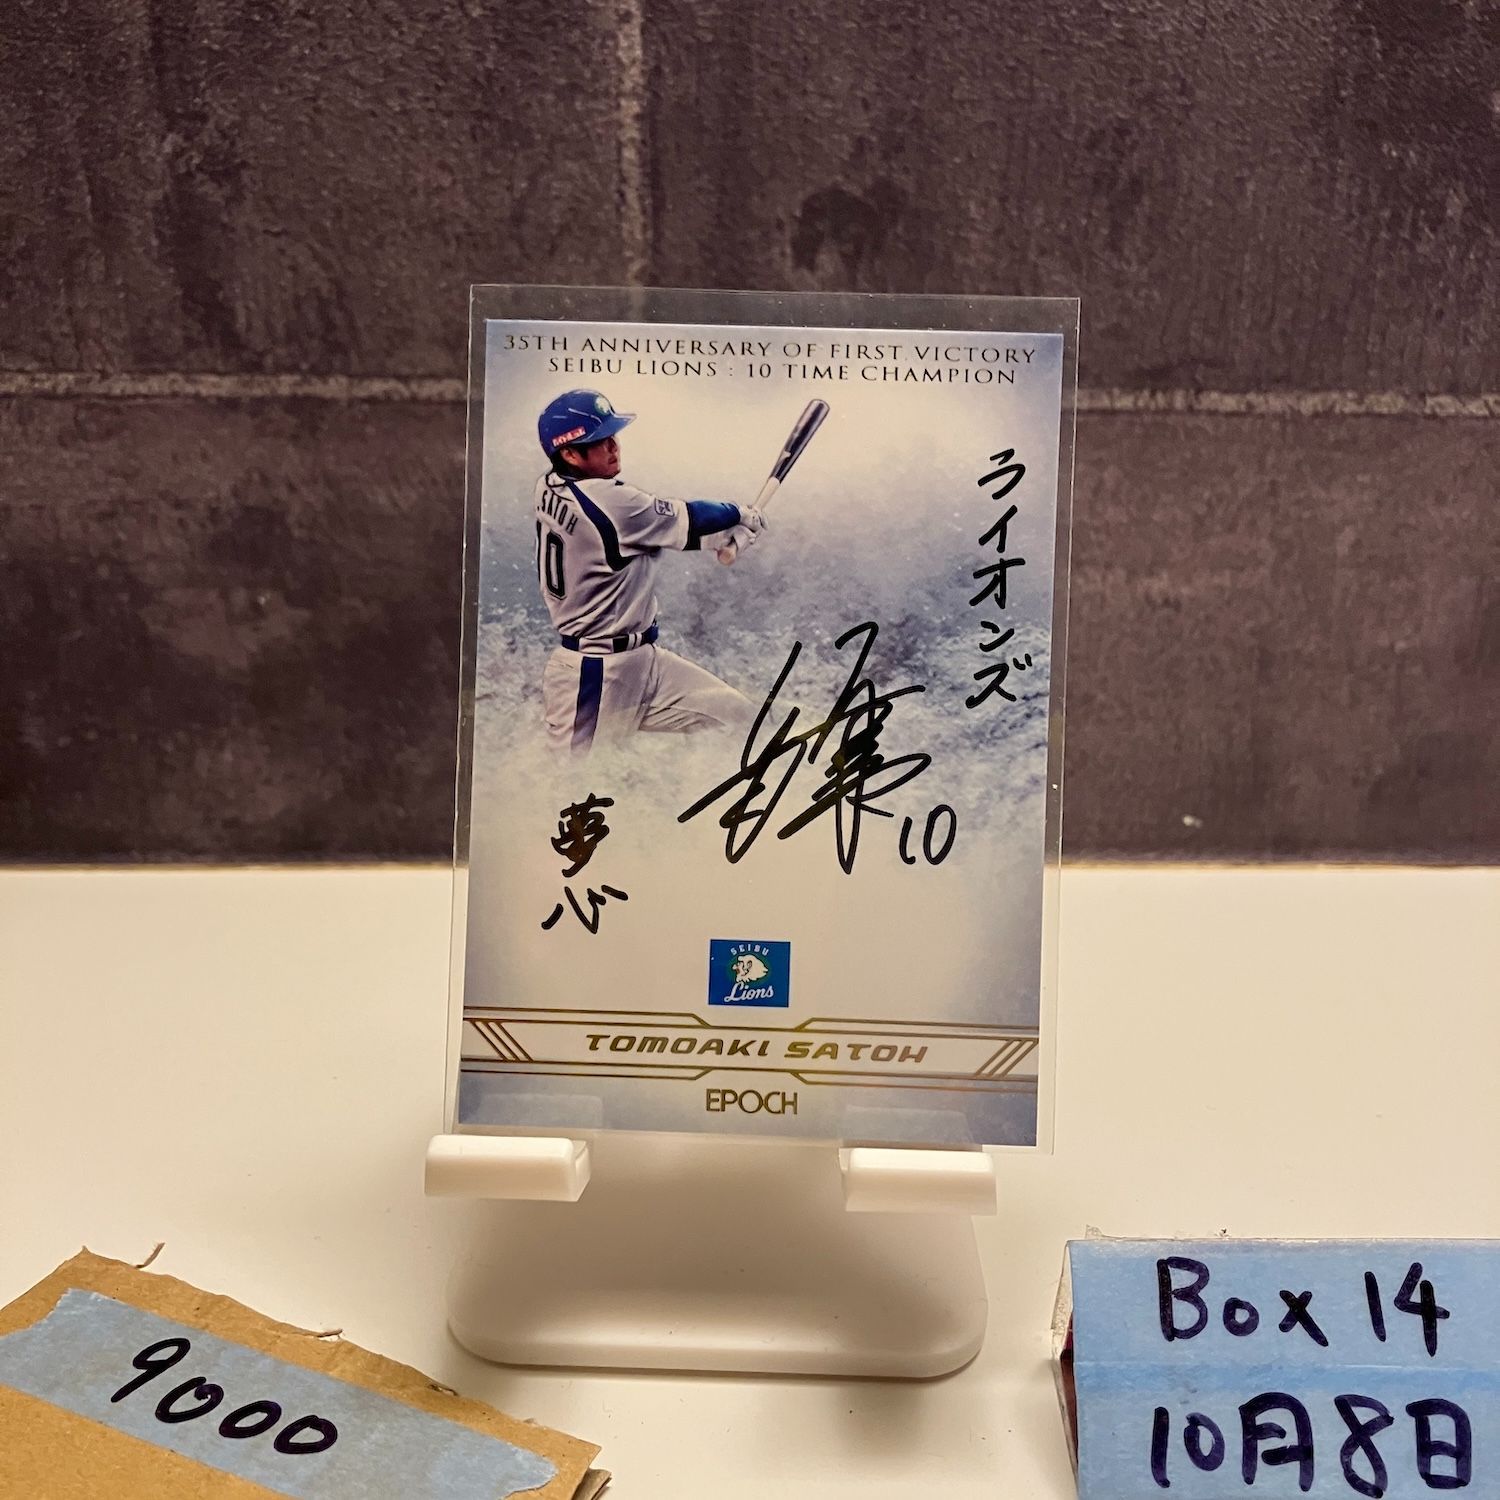 35TH ANNIVERSARY OF FIRST VICTORY
SEIBU LIONS : 10 TIME CHAMPION
SATOH
10
ライオンズ
10
夢心
SEIBU
Lions
TOMOAKI SATOH
EPOCH
9000
Box 14
10月8日